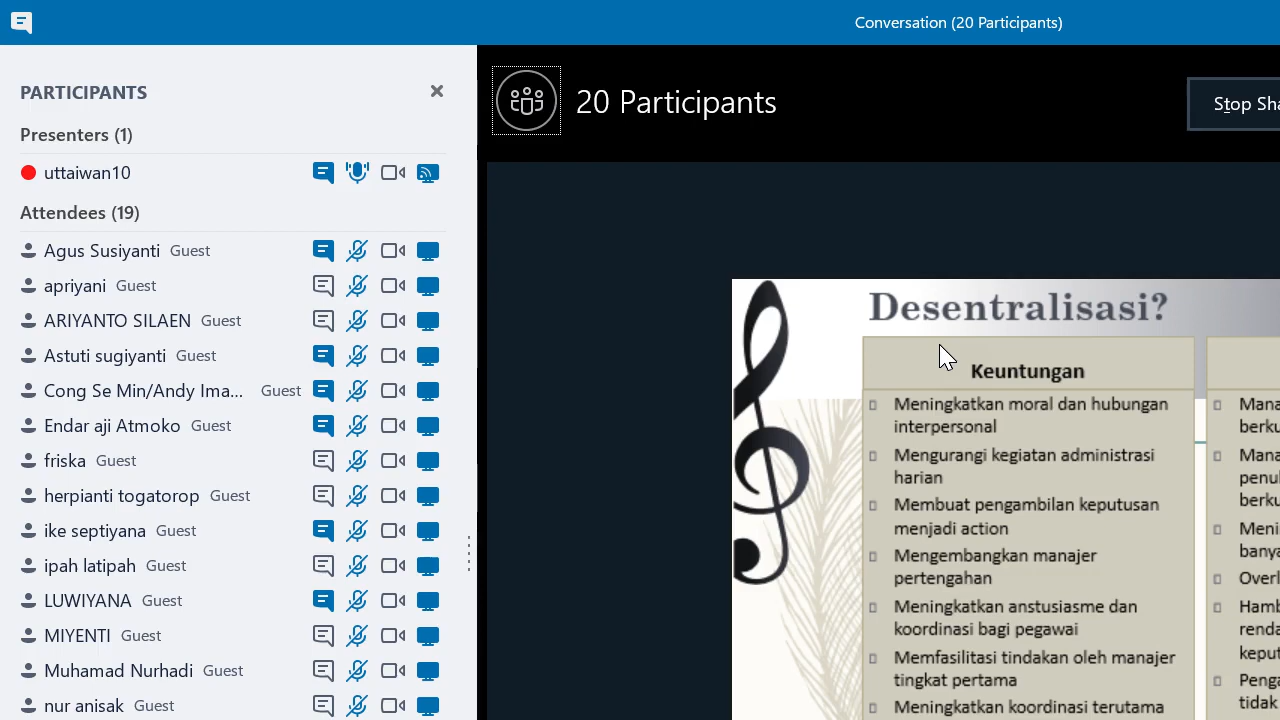 Conversation (20 Participants)
PARTICIPANTS
Presenters (1)
uttaiwan10
Attendees (19)
Agus Susiyanti Guest
apriyani Guest
ARIYANTO SILAEN Guest
Astuti sugiyanti Guest
Cong Se Min/Andy Ima... Guest
Endar aji Atmoko Guest
friska Guest
herpianti togatorop Guest
ike septiyana Guest
ipah latipah Guest
LUWIYANA Guest
MIYENTI Guest
Muhamad Nurhadi Guest
nur anisak Guest
20 Participants
Stop Sha
Desentralisasi?
Keuntungan
Meningkatkan moral dan hubungan
interpersonal
Mengurangi kegiatan administrasi
harian
Membuat pengambilan keputusan
menjadi action
Mengembangkan manajer
pertengahan
Meningkatkan anstusiasme dan
koordinasi bagi pegawai
Memfasilitasi tindakan oleh manajer
tingkat pertama
Meningkatkan koordinasi terutama
Mana
berku
Mana
penul
berku
Meni
banya
Overl
Hamb
renda
keput
Penga
tidak